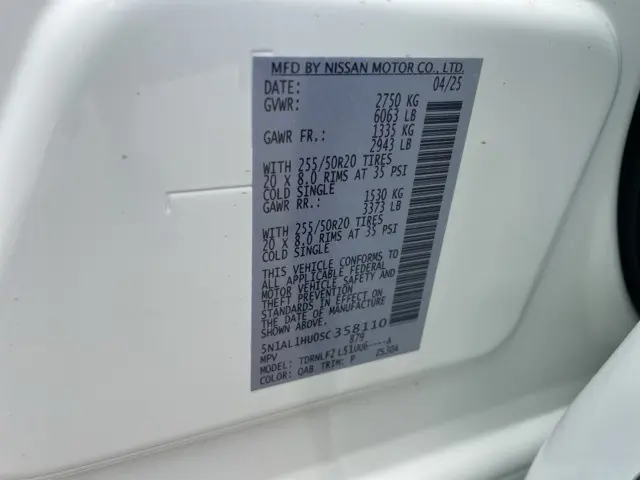 MFD BY NISSAN MOTOR CO., LTD.
DATE: 04/25
GVWR: 2750 KG
6063 LB
GAWR FR.: 1335 KG
2943 LB
WITH 255/50R20 TIRES
20 X 8.0 RIMS AT 35 PSI
COLD SINGLE
GAWR RR.: 1530 KG
3373 LB
WITH 255/50R20 TIRES
20 X 8.0 RIMS AT 35 PSI
COLD SINGLE
THIS VEHICLE CONFORMS TO
ALL APPLICABLE FEDERAL
MOTOR VEHICLE SAFETY AND
THEFT PREVENTION
STANDARDS IN EFFECT ON
THE DATE OF MANUFACTURE
SHOWN ABOVE.
5N1AL1HU0SC358110
MPV 879
MODEL: TDRNLFZ L51UU6----A
COLOR: QAB TRIM: P